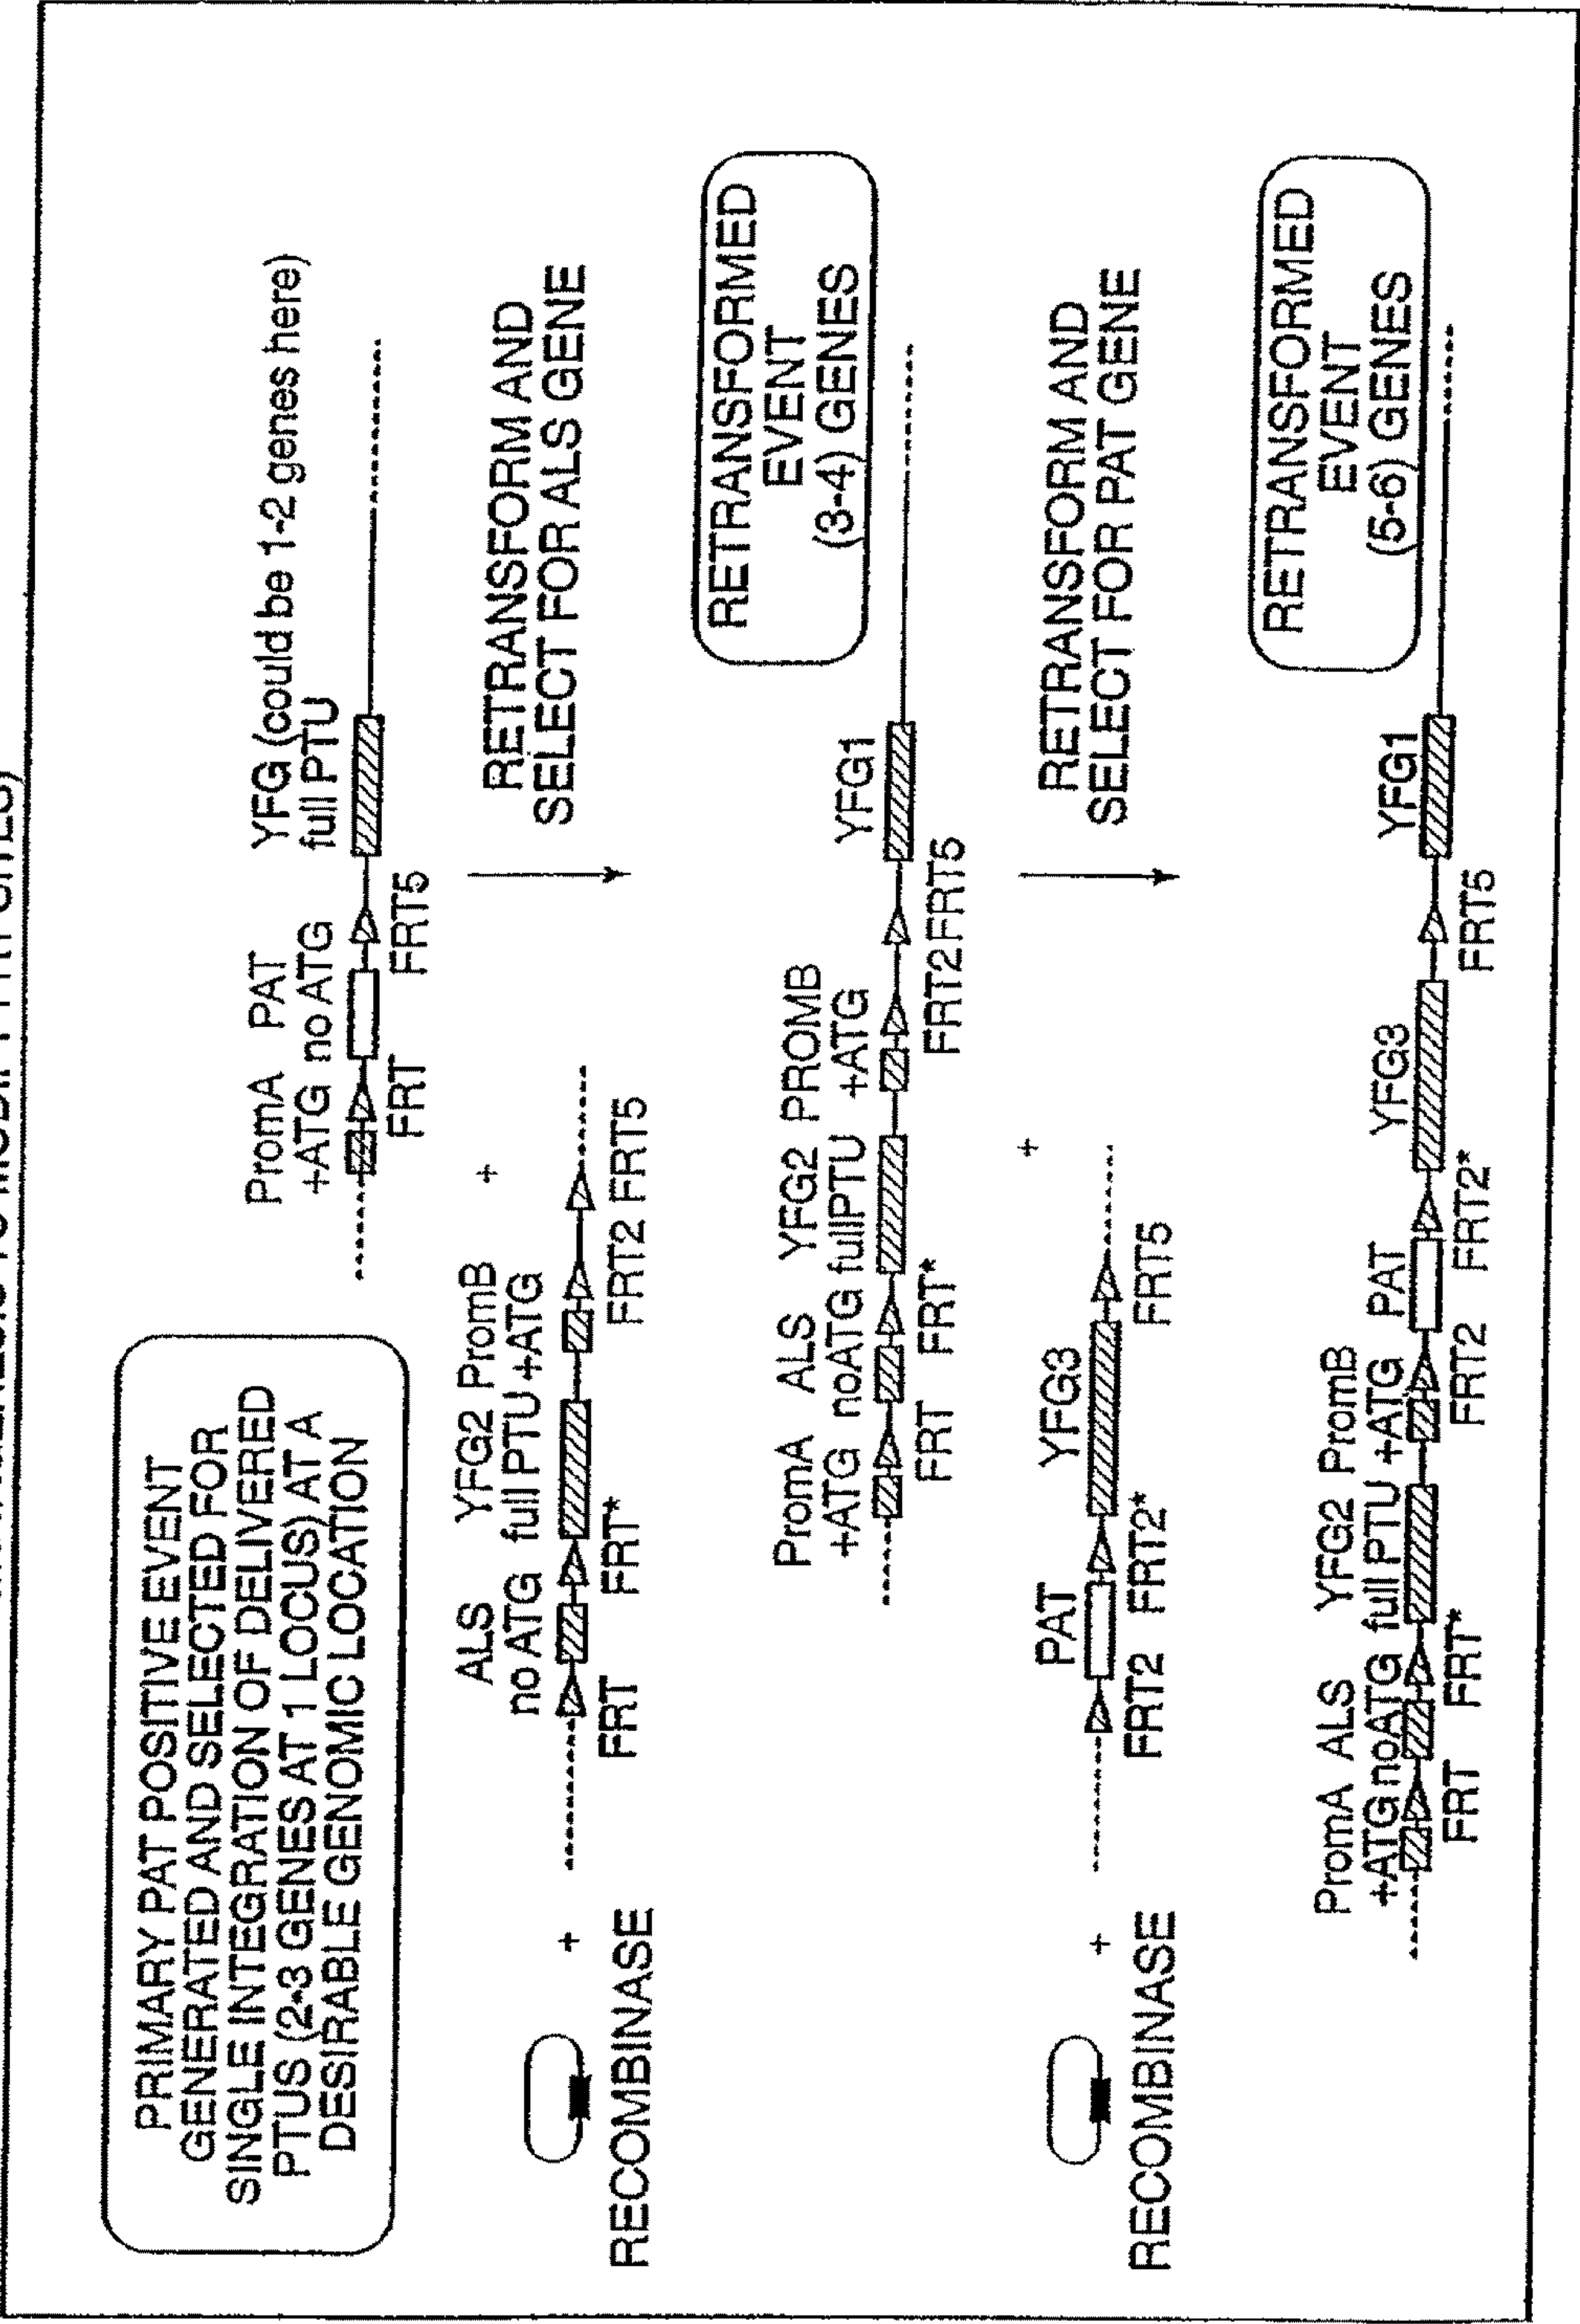 PRIMARY PAT POSITIVE EVENT
GENERATED AND SELECTED FOR
SINGLE INTEGRATION OF DELIVERED
PTUS (2-3 GENES AT 1 LOCUS) AT A
DESIRABLE GENOMIC LOCATION
PromA PAT YFG (could be 1-2 genes here)
+ATG no ATG full PTU
FRT FRT5
+
RETRANSFORM AND
SELECT FOR ALS GENE
ALS YFG2 PromB
no ATG full PTU +ATG
+
FRT FRT* FRT2 FRT5
RECOMBINASE
RETRANSFORMED
EVENT
(3-4) GENES
PromA ALS YFG2 PROMB YFG1
+ATG noATG fullPTU +ATG
FRT FRT* FRT2FRT5
+
RETRANSFORM AND
SELECT FOR PAT GENE
PAT YFG3
+
FRT2 FRT2* FRT5
RECOMBINASE
RETRANSFORMED
EVENT
(5-6) GENES
PromA ALS YFG2 PromB PAT YFG3 YFG1
+ATG noATG full PTU +ATG
FRT FRT* FRT2 FRT2* FRT5